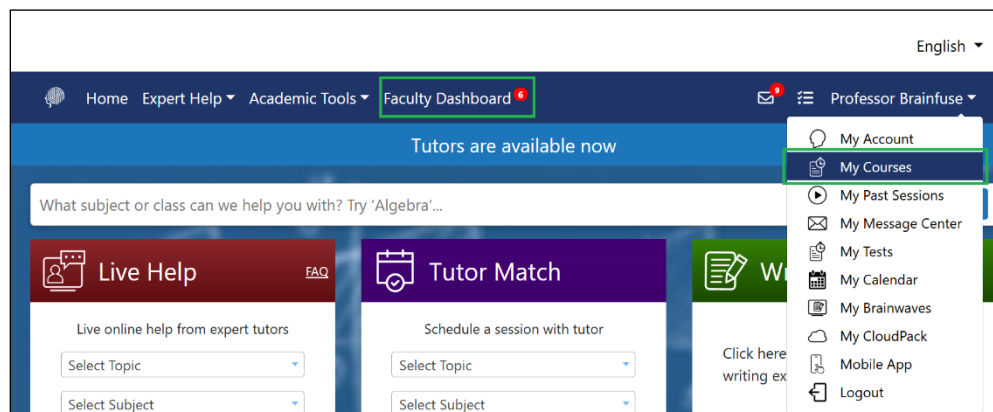 English
Home Expert Help Academic Tools Faculty Dashboard 6 9 Professor Brainfuse
Tutors are available now
What subject or class can we help you with? Try 'Algebra'...
My Account
My Courses
My Past Sessions
My Message Center
My Tests
My Calendar
My Brainwaves
My CloudPack
Mobile App
Logout
Live Help FAQ
Live online help from expert tutors
Select Topic
Select Subject
Tutor Match
Schedule a session with tutor
Select Topic
Select Subject
Click here